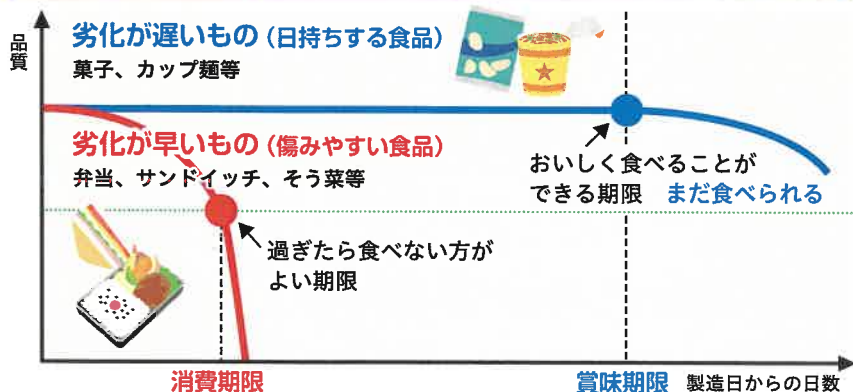 品質
劣化が遅いもの（日持ちする食品）
菓子、カップ麺等
劣化が早いもの（傷みやすい食品）
弁当、サンドイッチ、そう菜等
おいしく食べることが
できる期限　まだ食べられる
過ぎたら食べない方が
よい期限
消費期限
賞味期限
製造日からの日数